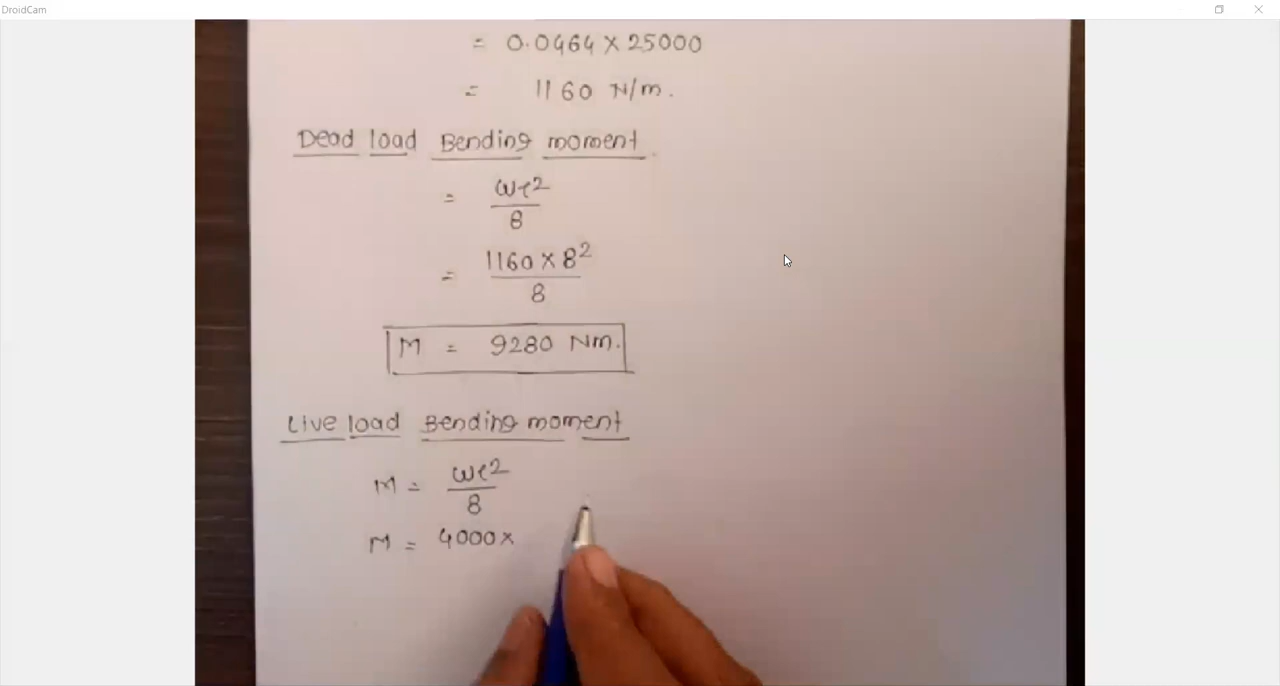 DroidCam
= 0.0464 × 25000
= 1160 N/m.
Dead load Bending moment.
= wl²
8
= 1160 × 8²
8
M = 9280 Nm.
Live load Bending moment
M = wl²
8
M = 4000×